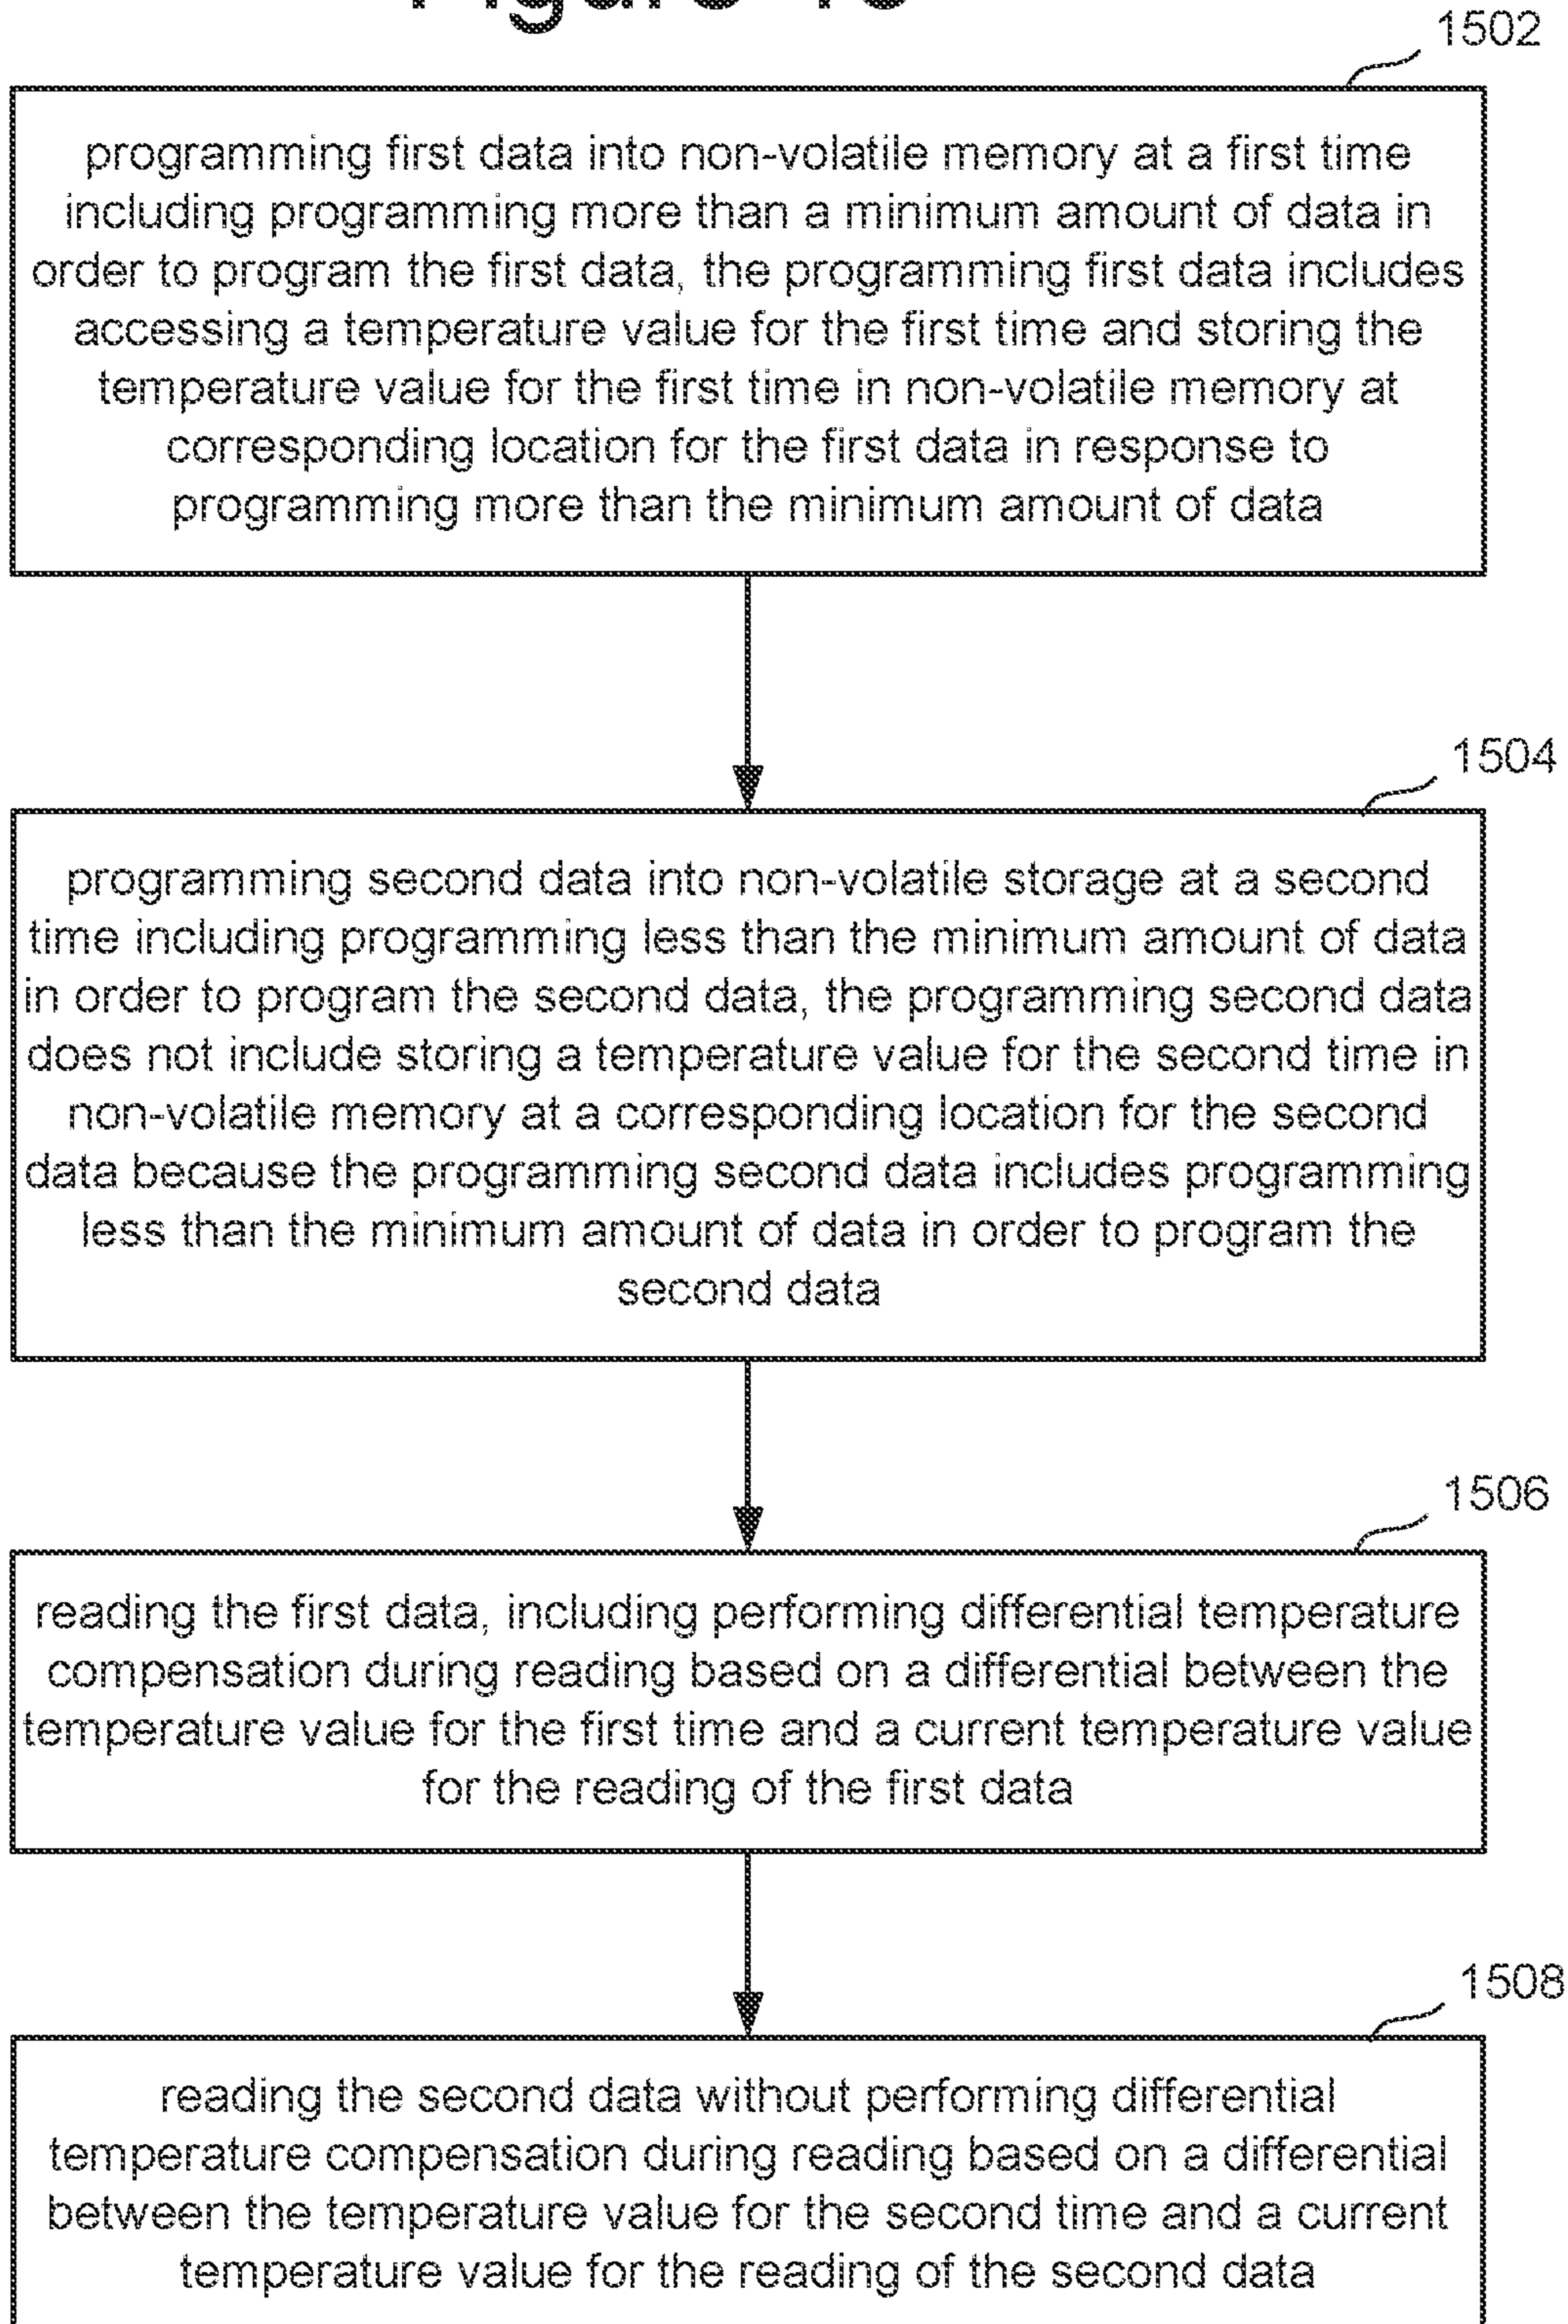 1502
programming first data into non-volatile memory at a first time
including programming more than a minimum amount of data in
order to program the first data, the programming first data includes
accessing a temperature value for the first time and storing the
temperature value for the first time in non-volatile memory at
corresponding location for the first data in response to
programming more than the minimum amount of data
1504
programming second data into non-volatile storage at a second
time including programming less than the minimum amount of data
in order to program the second data, the programming second data
does not include storing a temperature value for the second time in
non-volatile memory at a corresponding location for the second
data because the programming second data includes programming
less than the minimum amount of data in order to program the
second data
1506
reading the first data, including performing differential temperature
compensation during reading based on a differential between the
temperature value for the first time and a current temperature value
for the reading of the first data
1508
reading the second data without performing differential
temperature compensation during reading based on a differential
between the temperature value for the second time and a current
temperature value for the reading of the second data